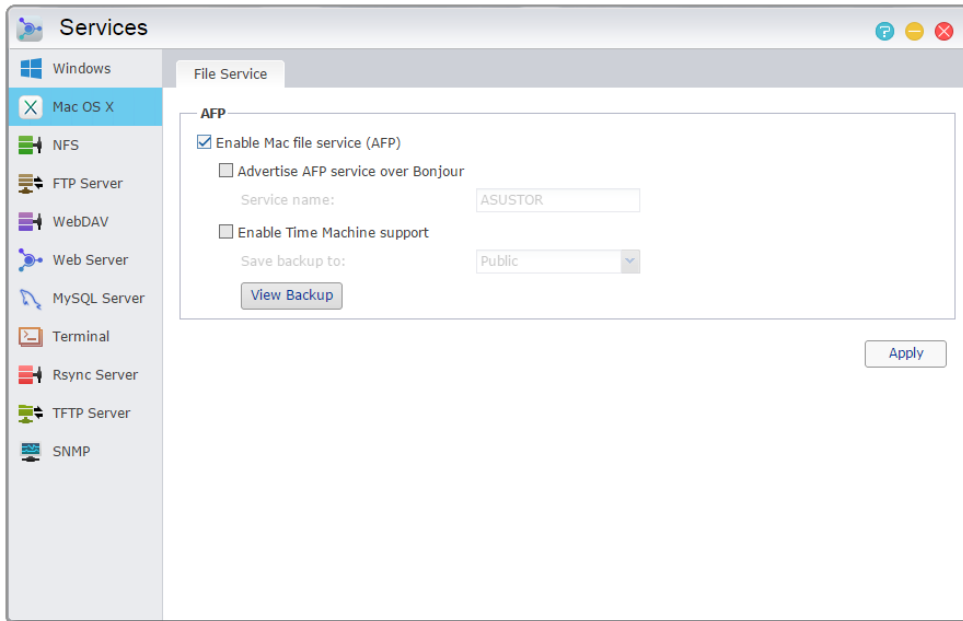 Services
Windows
Mac OS X
NFS
FTP Server
WebDAV
Web Server
MySQL Server
Terminal
Rsync Server
TFTP Server
SNMP
File Service
AFP
Enable Mac file service (AFP)
Advertise AFP service over Bonjour
Service name: ASUSTOR
Enable Time Machine support
Save backup to: Public
View Backup
Apply